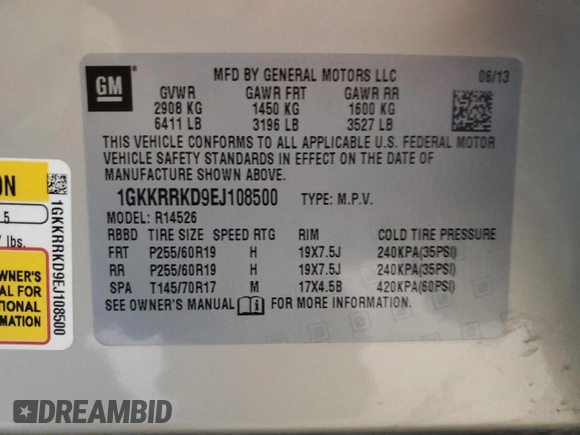 GM
MFD BY GENERAL MOTORS LLC 06/13
GVWR GAWR FRT GAWR RR
2908 KG 1450 KG 1600 KG
6411 LB 3196 LB 3527 LB
THIS VEHICLE CONFORMS TO ALL APPLICABLE U.S. FEDERAL MOTOR
VEHICLE SAFETY STANDARDS IN EFFECT ON THE DATE OF
MANUFACTURE SHOWN ABOVE.
1GKKRRKD9EJ108500 TYPE: M.P.V.
MODEL: R14526
RBBD TIRE SIZE SPEED RTG RIM COLD TIRE PRESSURE
FRT P255/60R19 H 19X7.5J 240KPA(35PSI)
RR P255/60R19 H 19X7.5J 240KPA(35PSI)
SPA T145/70R17 M 17X4.5B 420KPA(60PSI)
SEE OWNER'S MANUAL FOR MORE INFORMATION.
ON
5
lbs.
OWNER'S
AL FOR
TIONAL
RMATION
1GKKRRKD9EJ108500
DREAMBID